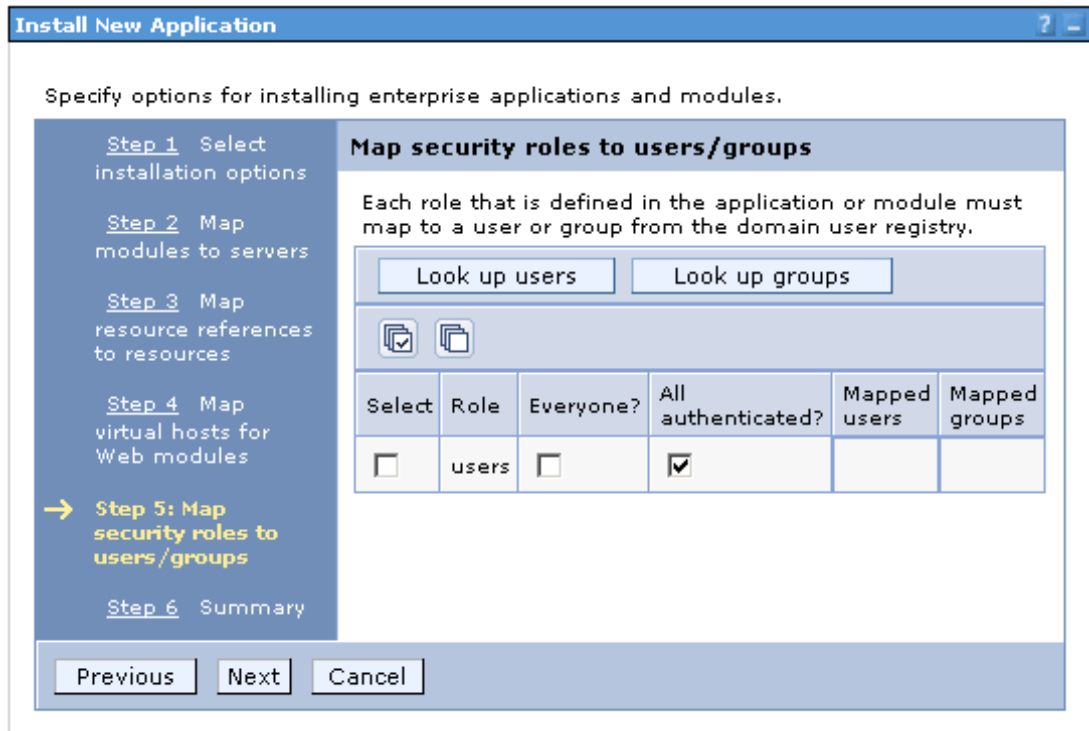 Install New Application
?
Specify options for installing enterprise applications and modules.
Step 1 Select
installation options
Step 2 Map
modules to servers
Step 3 Map
resource references
to resources
Step 4 Map
virtual hosts for
Web modules
Step 5: Map
security roles to
users/groups
Step 6 Summary
Map security roles to users/groups
Each role that is defined in the application or module must
map to a user or group from the domain user registry.
Look up users Look up groups
Select Role Everyone? All authenticated? Mapped users Mapped groups
users
Previous Next Cancel